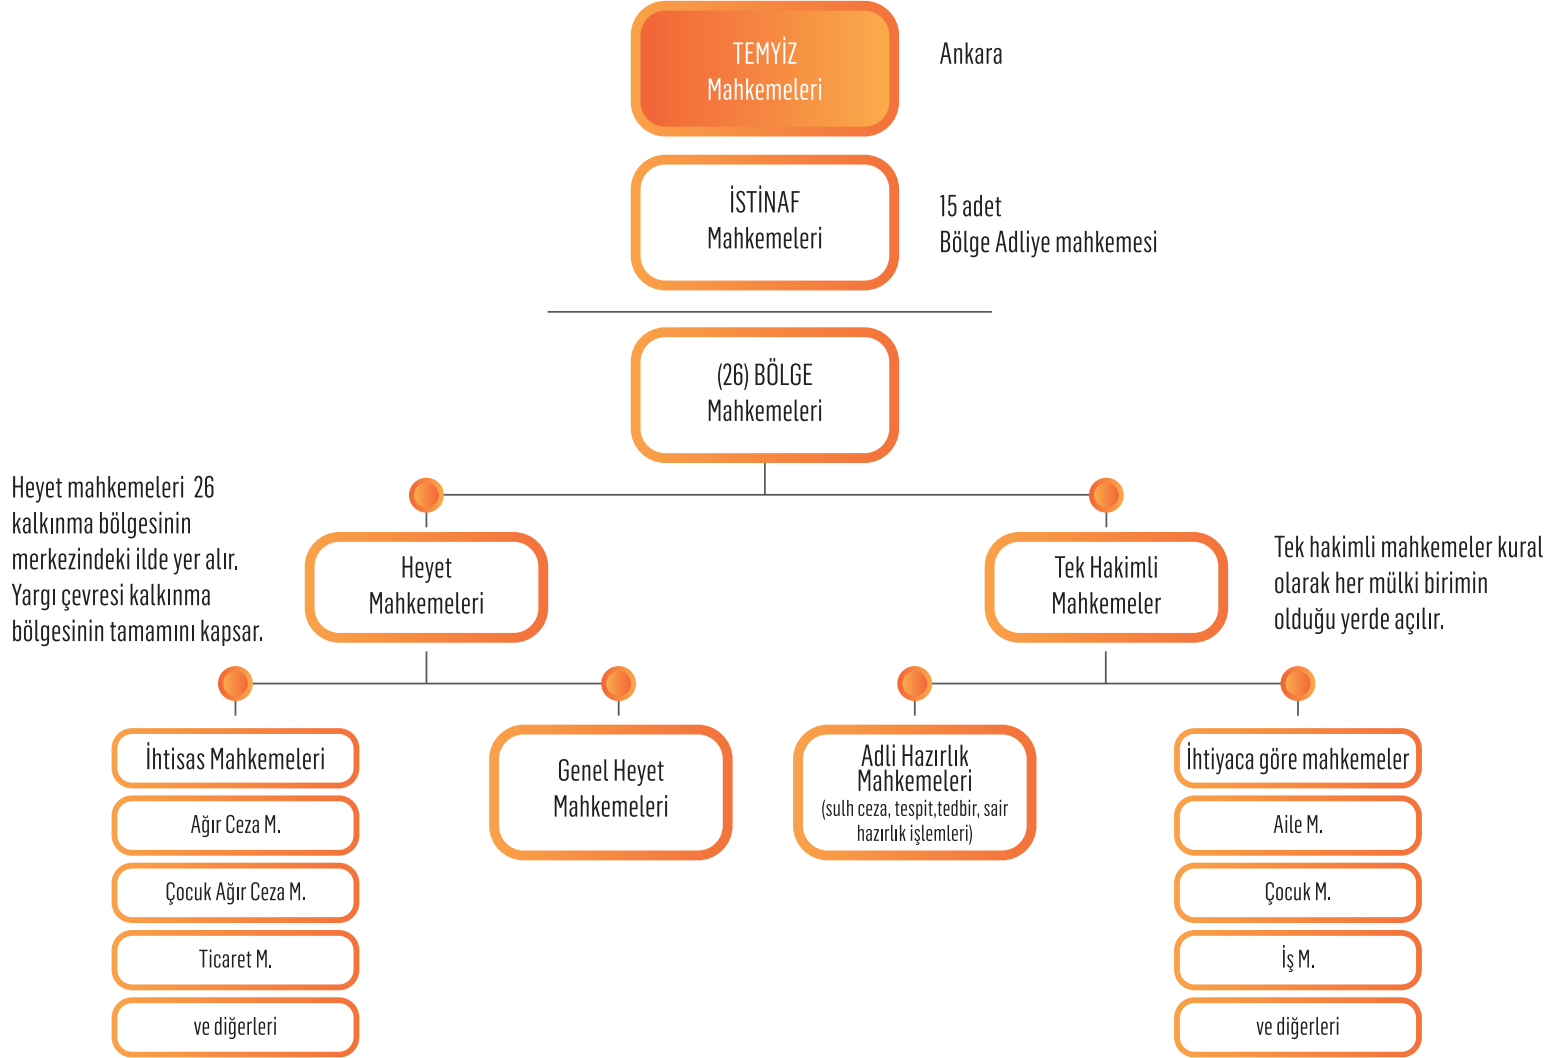 TEMYİZ
Mahkemeleri
Ankara
İSTİNAF
Mahkemeleri
15 adet
Bölge Adliye mahkemesi
(26) BÖLGE
Mahkemeleri
Heyet mahkemeleri 26
kalkınma bölgesinin
merkezindeki ilde yer alır.
Yargı çevresi kalkınma
bölgesinin tamamını kapsar.
Heyet
Mahkemeleri
Tek Hakimli
Mahkemeler
Tek hakimli mahkemeler kural
olarak her mülki birimin
olduğu yerde açılır.
İhtisas Mahkemeleri
Ağır Ceza M.
Çocuk Ağır Ceza M.
Ticaret M.
ve diğerleri
Genel Heyet
Mahkemeleri
Adli Hazırlık
Mahkemeleri
(sulh ceza, tespit,tedbir, sair
hazırlık işlemleri)
İhtiyaca göre mahkemeler
Aile M.
Çocuk M.
İş M.
ve diğerleri